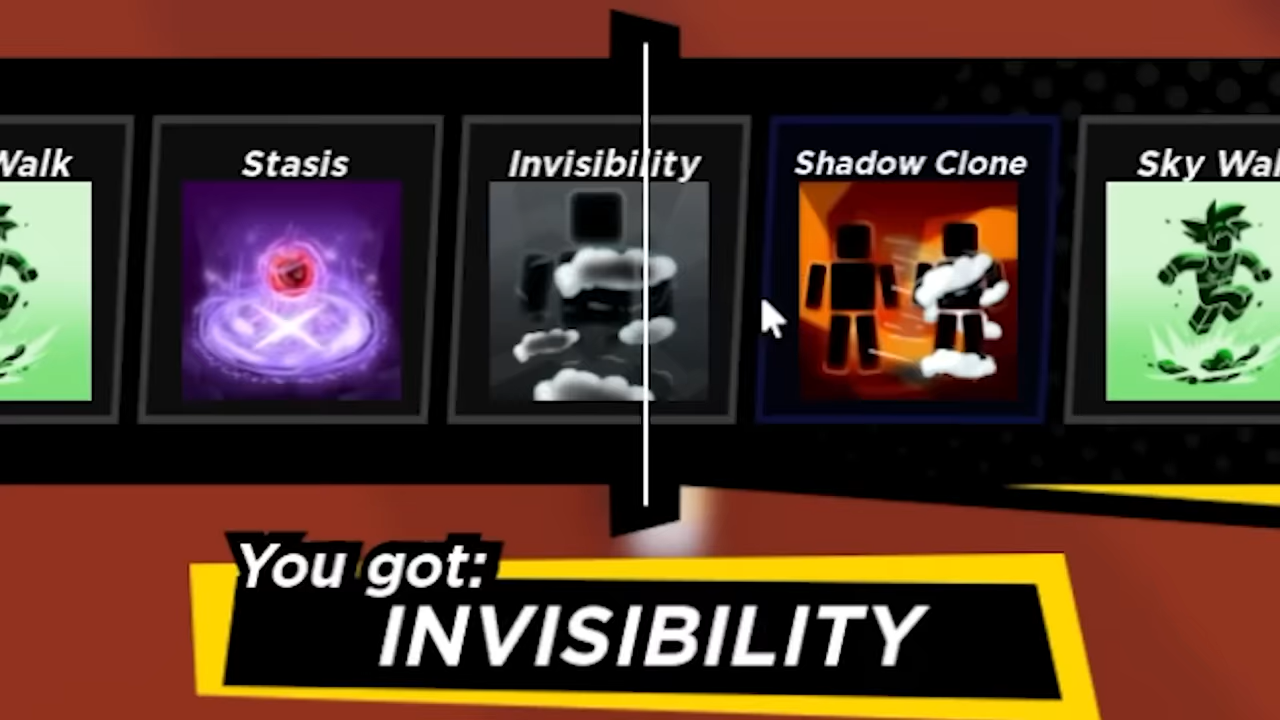 Walk
Stasis
Invisibility
Shadow Clone
Sky Wal
You got:
INVISIBILITY